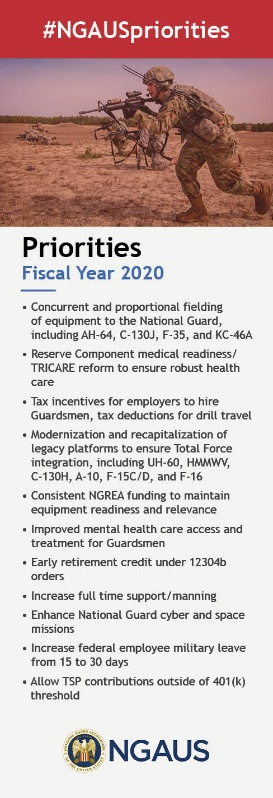 #NGAUSpriorities
Priorities
Fiscal Year 2020
• Concurrent and proportional fielding
of equipment to the National Guard,
including AH-64, C-130J, F-35, and KC-46A
• Reserve Component medical readiness/
TRICARE reform to ensure robust health
care
• Tax incentives for employers to hire
Guardsmen, tax deductions for drill travel
• Modernization and recapitalization of
legacy platforms to ensure Total Force
integration, including UH-60, HMMWV,
C-130H, A-10, F-15C/D, and F-16
• Consistent NGREA funding to maintain
equipment readiness and relevance
• Improved mental health care access and
treatment for Guardsmen
• Early retirement credit under 12304b
orders
• Increase full time support/manning
• Enhance National Guard cyber and space
missions
• Increase federal employee military leave
from 15 to 30 days
• Allow TSP contributions outside of 401(k)
threshold
NGAUS